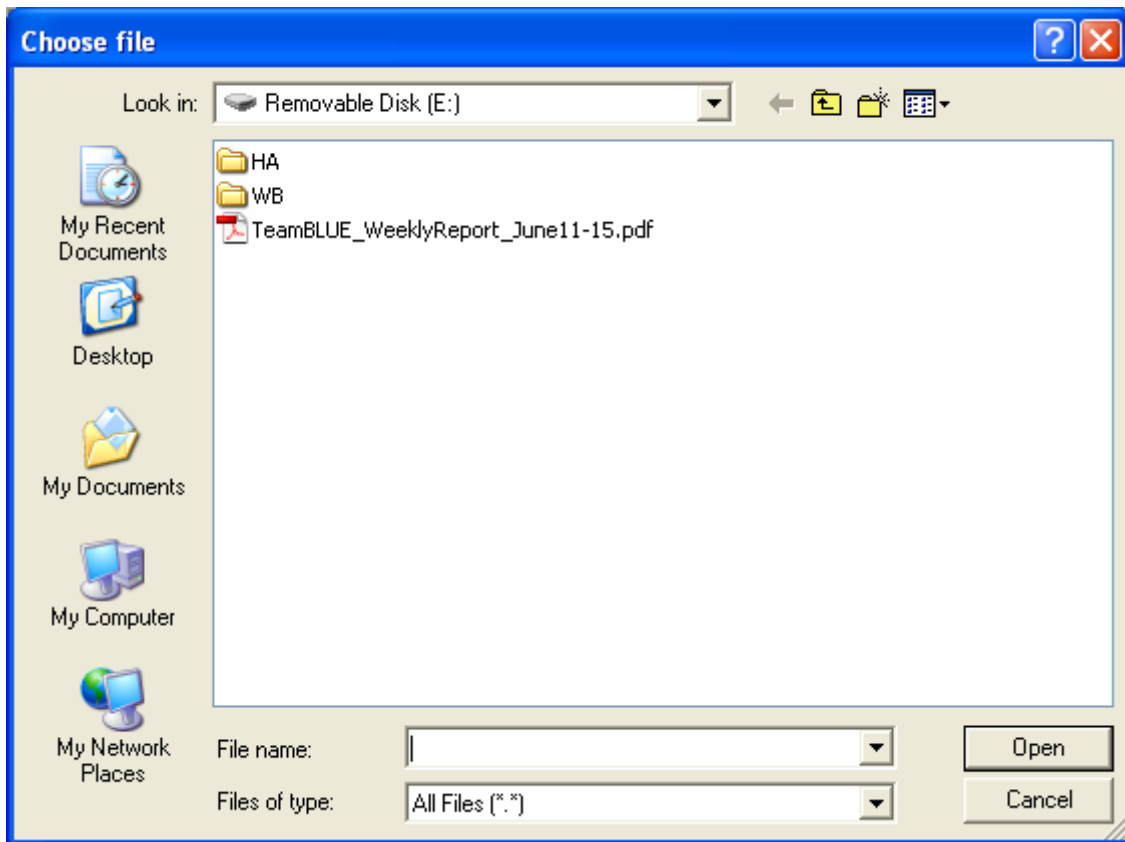 Choose file
Look in:
Removable Disk (E:)
HA
WB
TeamBLUE_WeeklyReport_June11-15.pdf
My Recent
Documents
Desktop
My Documents
My Computer
My Network
Places
File name:
Open
Files of type:
All Files (*.*)
Cancel